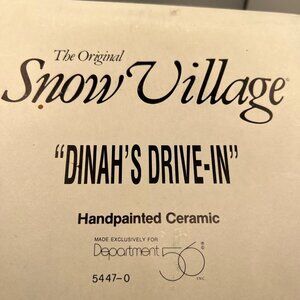 The Original
Snow Village
"DINAH'S DRIVE-IN"
Handpainted Ceramic
MADE EXCLUSIVELY FOR
Department 56
INC.
5447-0